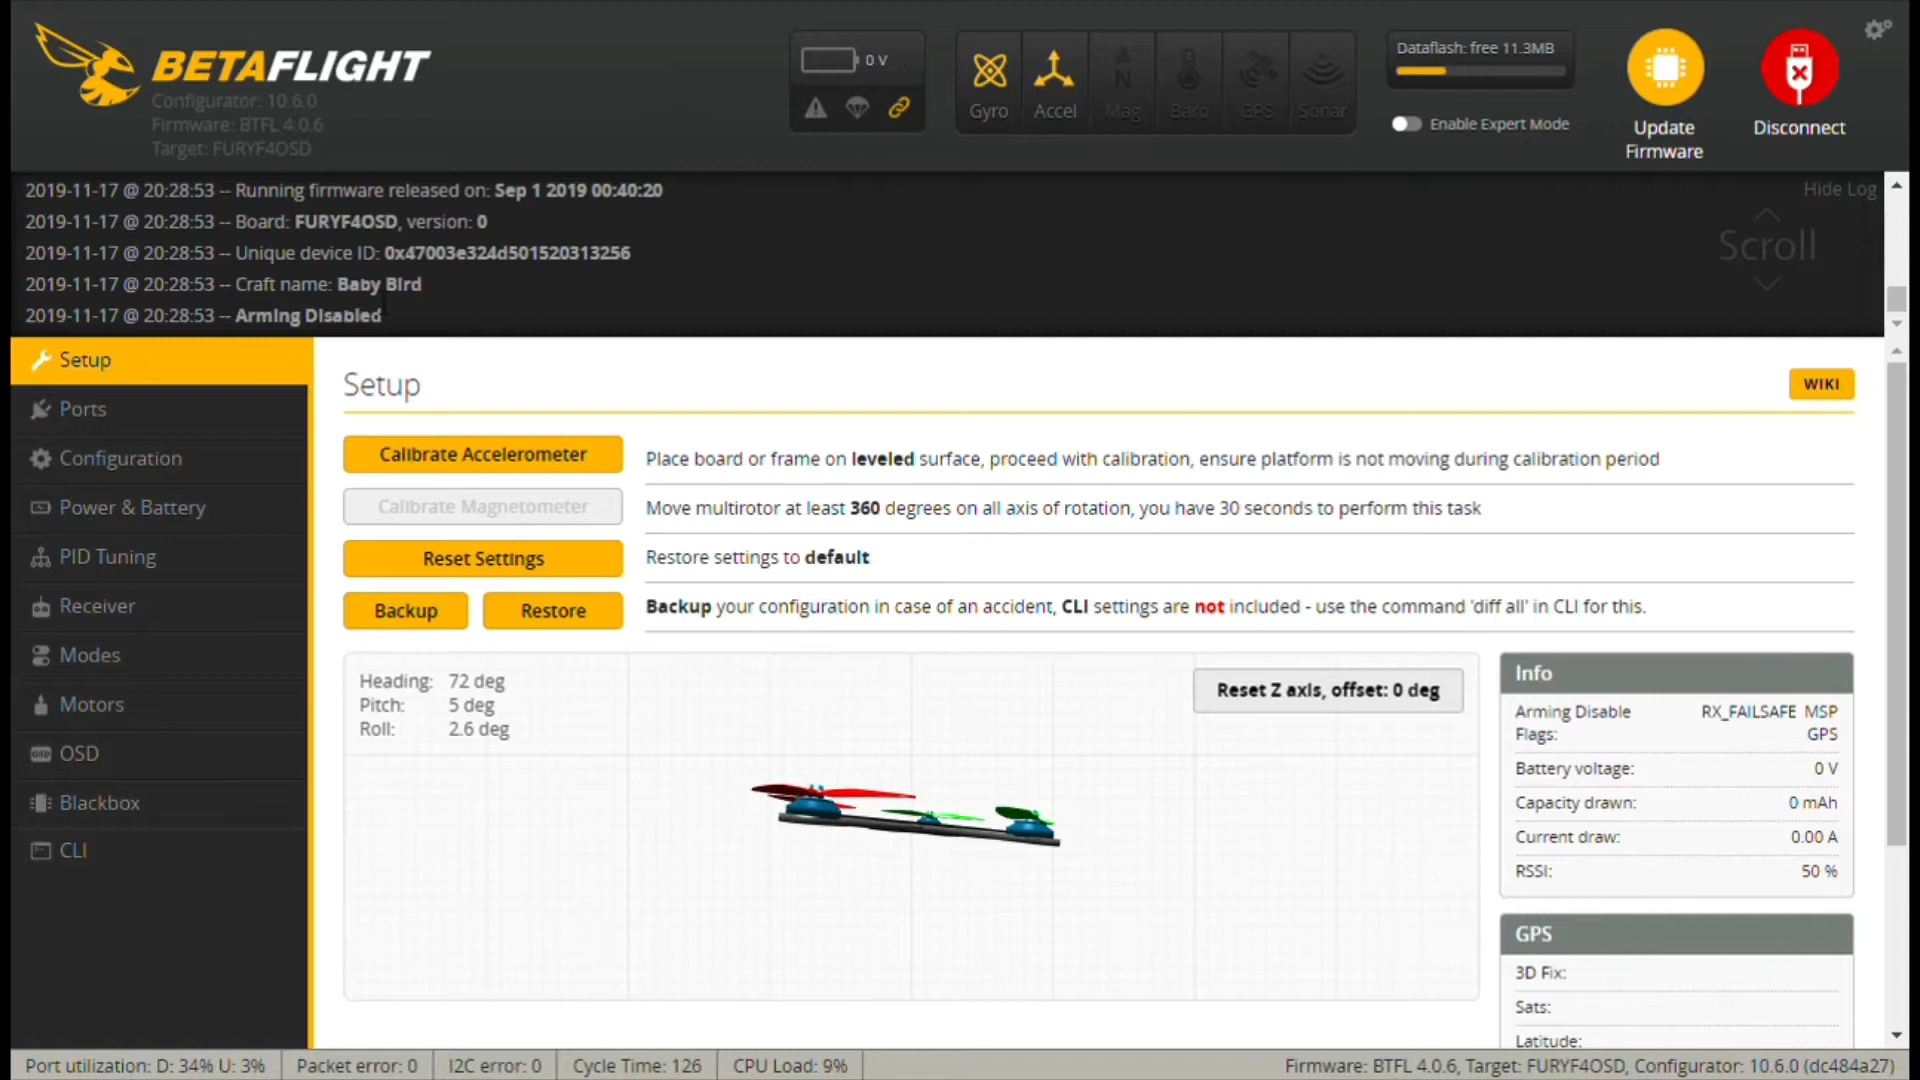 BETAFLIGHT
Configurator: 10.6.0
Firmware: BTFL 4.0.6
Target: FURYF4OSD
0 V
Gyro
Accel
Mag
Baro
GPS
Sonar
Dataflash: free 11.3MB
Enable Expert Mode
Update
Firmware
Disconnect
2019-11-17 @ 20:28:53 -- Running firmware released on: Sep 1 2019 00:40:20
2019-11-17 @ 20:28:53 -- Board: FURYF4OSD, version: 0
2019-11-17 @ 20:28:53 -- Unique device ID: 0x47003e324d501520313256
2019-11-17 @ 20:28:53 -- Craft name: Baby Bird
2019-11-17 @ 20:28:53 -- Arming Disabled
Hide Log
Scroll
Setup
Ports
Configuration
Power & Battery
PID Tuning
Receiver
Modes
Motors
OSD
Blackbox
CLI
Setup
WIKI
Calibrate Accelerometer
Place board or frame on leveled surface, proceed with calibration, ensure platform is not moving during calibration period
Calibrate Magnetometer
Move multirotor at least 360 degrees on all axis of rotation, you have 30 seconds to perform this task
Reset Settings
Restore settings to default
Backup
Restore
Backup your configuration in case of an accident, CLI settings are not included - use the command 'diff all' in CLI for this.
Heading: 72 deg
Pitch: 5 deg
Roll: 2.6 deg
Reset Z axis, offset: 0 deg
Info
Arming Disable RX_FAILSAFE MSP
Flags: GPS
Battery voltage: 0 V
Capacity drawn: 0 mAh
Current draw: 0.00 A
RSSI: 50 %
GPS
3D Fix:
Sats:
Latitude:
Port utilization: D: 34% U: 3%
Packet error: 0
I2C error: 0
Cycle Time: 126
CPU Load: 9%
Firmware: BTFL 4.0.6, Target: FURYF4OSD, Configurator: 10.6.0 (dc484a27)